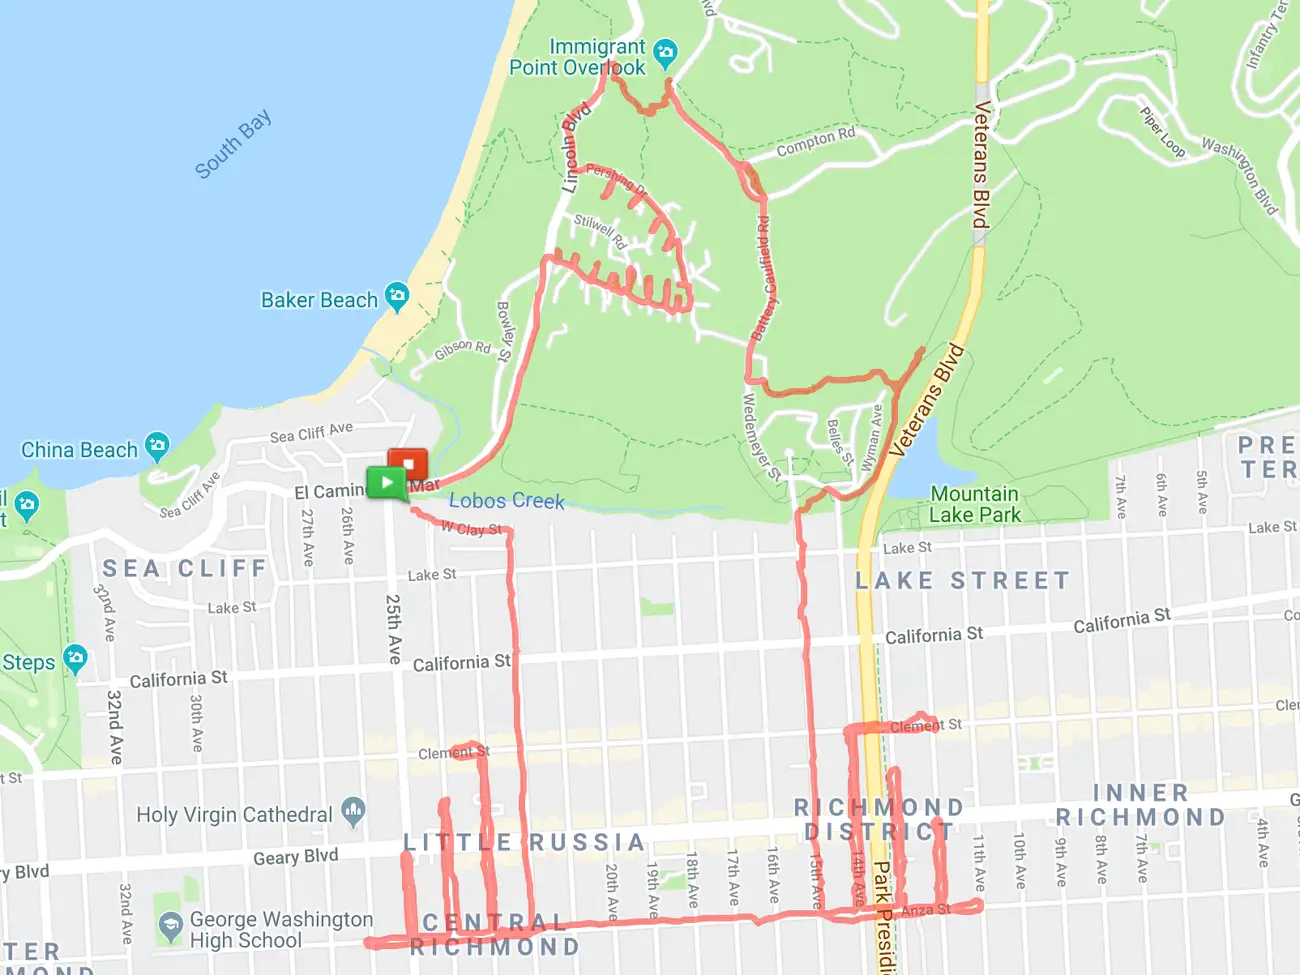 Immigrant
Point Overlook
South Bay
Lincoln Blvd
Compton Rd
Veterans Blvd
Piper Loop
Washington Blvd
Infantry Ter
lvd
Pershing Dr
Stilwell Rd
Battery Caulfield Rd
Baker Beach
Bowley St
Gibson Rd
Veterans Blvd
Wedemeyer St
Belles St
Wyman Ave
China Beach
Sea Cliff Ave
Sea Cliff Ave
El Camin
Mar
Lobos Creek
W Clay St
Mountain
Lake Park
PRE
TER
7th Ave
6th Ave
5th Ave
27th Ave
26th Ave
SEA CLIFF
Lake St
Lake St
Lake St
Lake St
LAKE STREET
32nd Ave
25th Ave
California St
California St
California St
California St
Co
Steps
32nd Ave
30th Ave
Clement St
Clement St
Cle
t St
Holy Virgin Cathedral
LITTLE RUSSIA
RICHMOND
DISTRICT
INNER
RICHMOND
Geary Blvd
ry Blvd
G
20th Ave
19th Ave
18th Ave
17th Ave
16th Ave
15th Ave
14th Ave
11th Ave
10th Ave
9th Ave
8th Ave
7th Ave
4th Ave
32nd Ave
George Washington
High School
CENTRAL
RICHMOND
Anza St
Park Presidi
TER
MOND